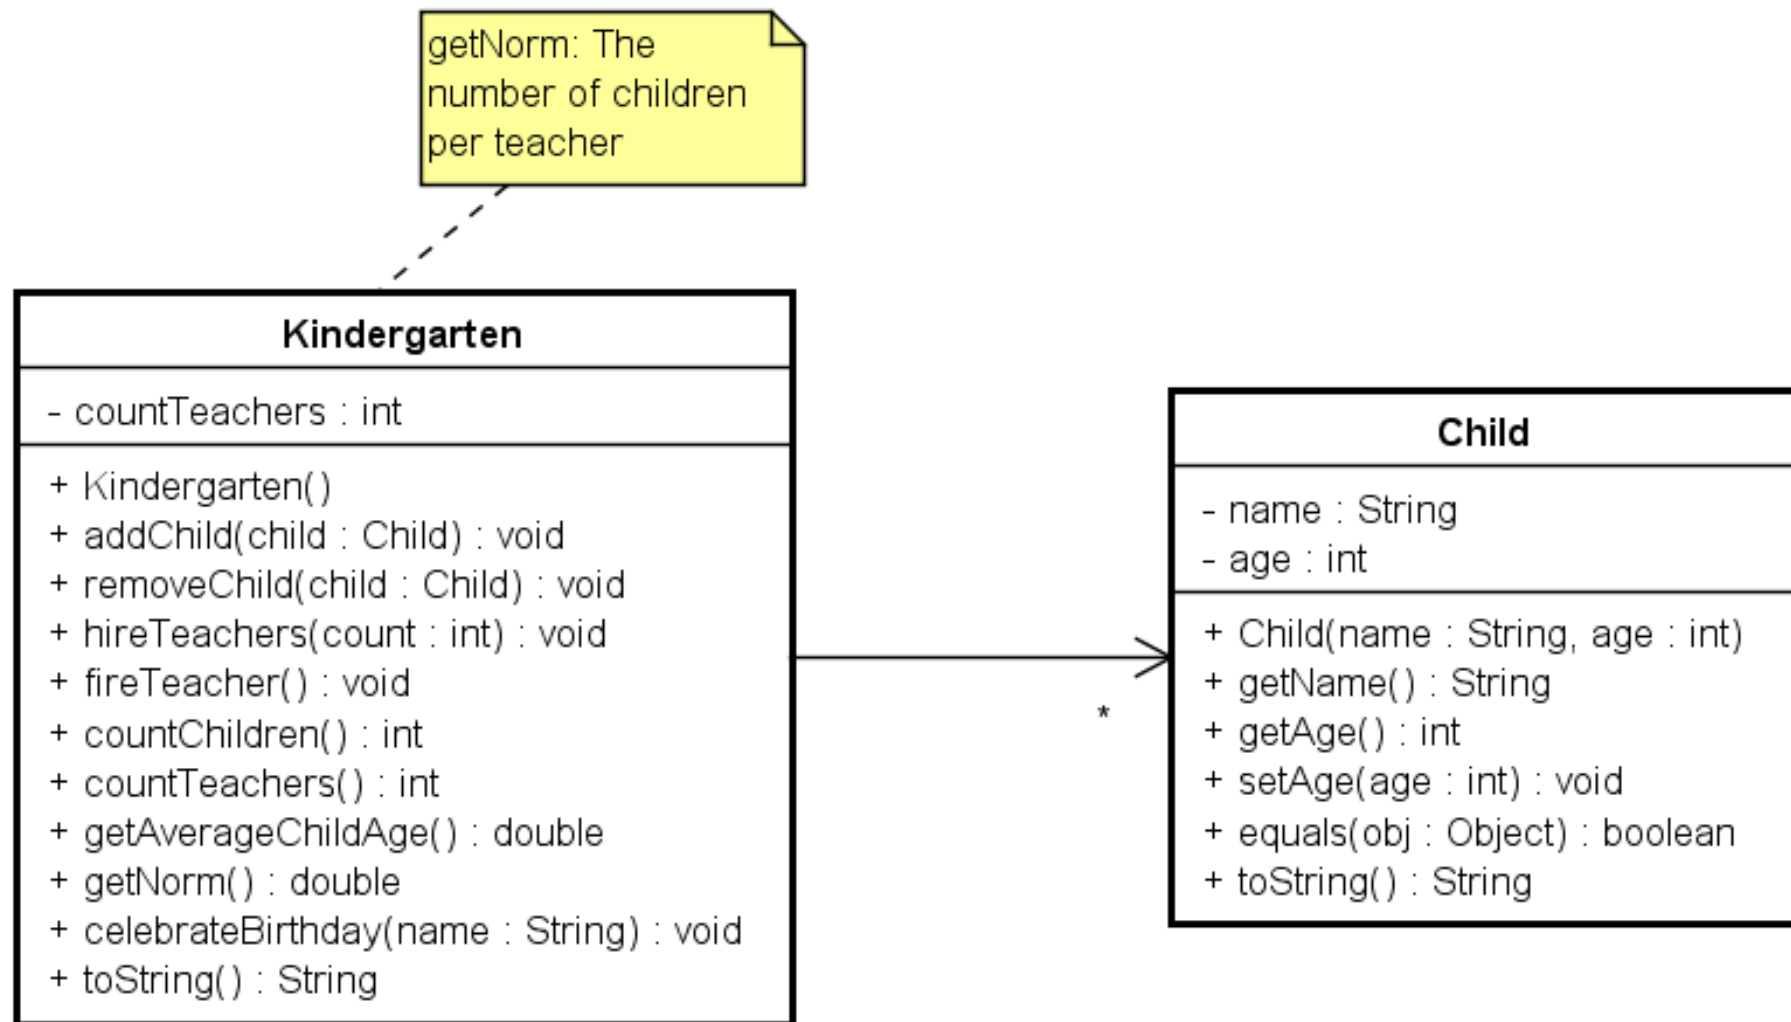 getNorm: The
number of children
per teacher
Kindergarten
- countTeachers : int
+ Kindergarten()
+ addChild(child : Child) : void
+ removeChild(child : Child) : void
+ hireTeachers(count : int) : void
+ fireTeacher() : void
+ countChildren() : int
+ countTeachers() : int
+ getAverageChildAge() : double
+ getNorm() : double
+ celebrateBirthday(name : String) : void
+ toString() : String
*
Child
- name : String
- age : int
+ Child(name : String, age : int)
+ getName() : String
+ getAge() : int
+ setAge(age : int) : void
+ equals(obj : Object) : boolean
+ toString() : String